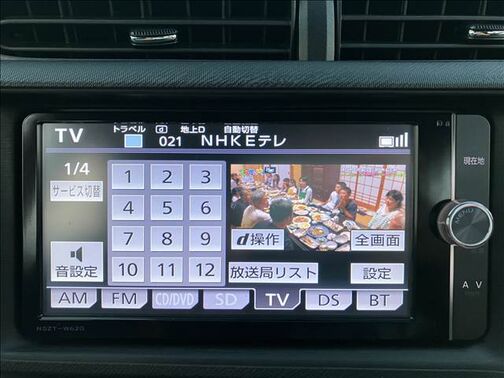 TV トラベル d 地上D 自動切替
021 NHKEテレ
1/4
サービス切替
1 2 3
4 5 6
7 8 9
10 11 12
d操作 全画面
音設定 放送局リスト 設定
AM FM CD/DVD SD TV DS BT
NSZT-W62G
現在地
AV